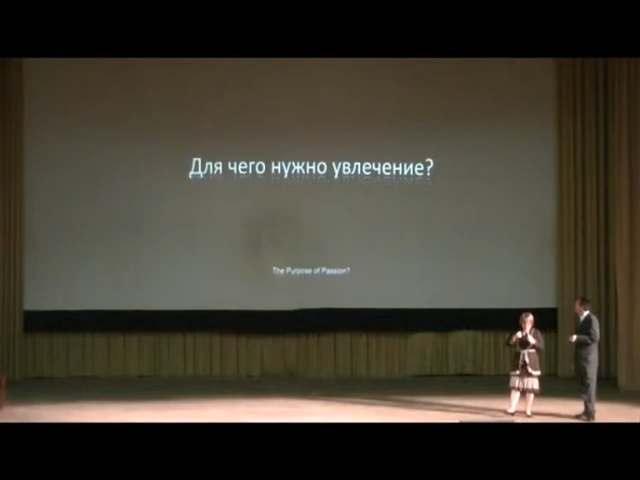 Для чего нужно увлечение?
The Purpose of Passion?